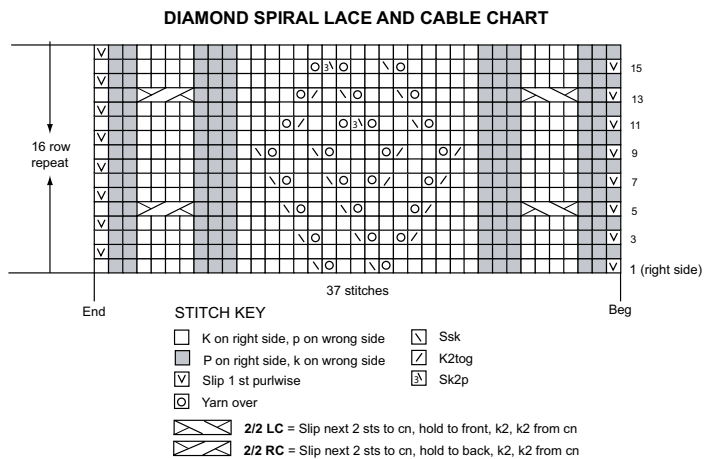 DIAMOND SPIRAL LACE AND CABLE CHART
15
13
11
9
7
5
3
1 (right side)
16 row
repeat
37 stitches
End
Beg
STITCH KEY
K on right side, p on wrong side
P on right side, k on wrong side
Slip 1 st purlwise
Yarn over
Ssk
K2tog
Sk2p
2/2 LC = Slip next 2 sts to cn, hold to front, k2, k2 from cn
2/2 RC = Slip next 2 sts to cn, hold to back, k2, k2 from cn